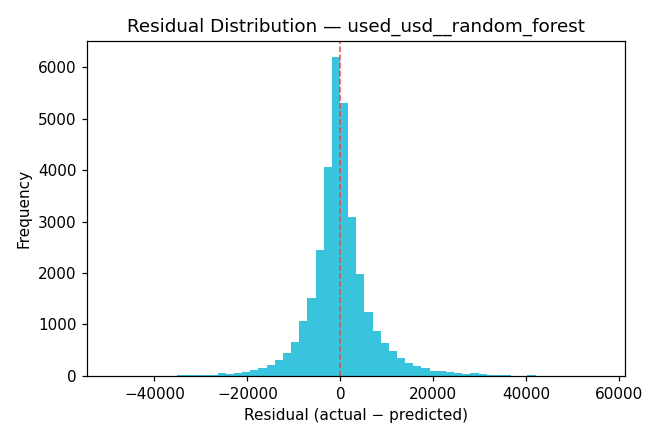 Residual Distribution — used_usd__random_forest
Frequency
6000
5000
4000
3000
2000
1000
0
−40000 −20000 0 20000 40000 60000
Residual (actual − predicted)